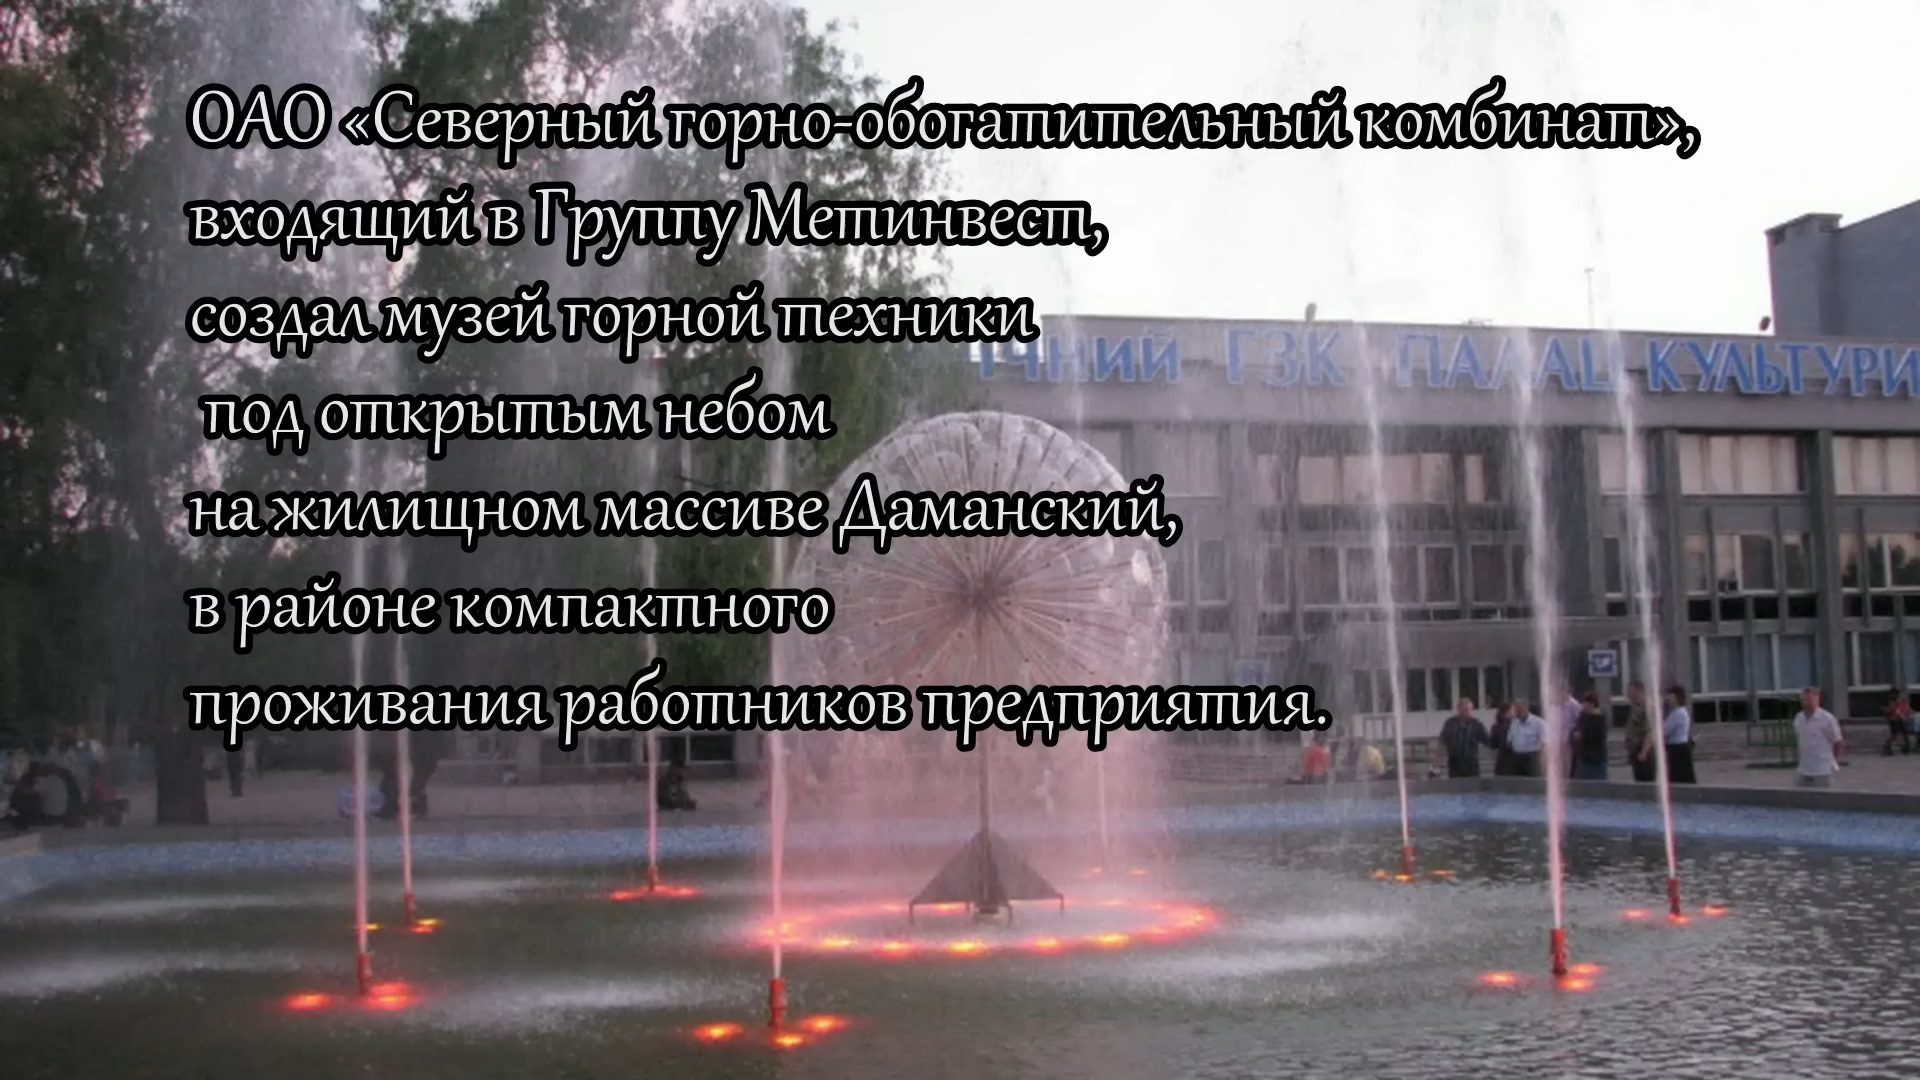 ОАО «Северный горно-обогатительный комбинат»,
входящий в Группу Метинвест,
создал музей горной техники
под открытым небом
на жилищном массиве Даманский,
в районе компактного
проживания работников предприятия.
ГЗК ПАЛАЦ КУЛЬТУРИ